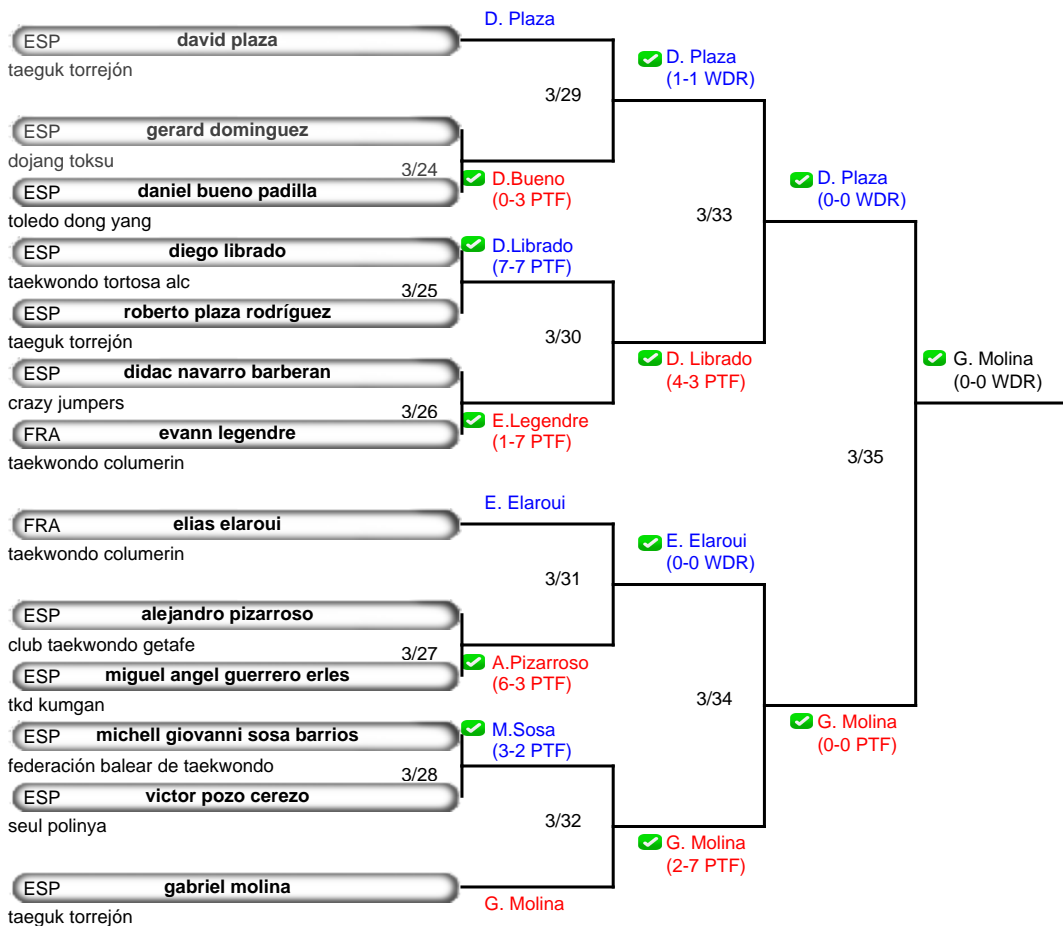 D. Plaza
ESP david plaza
taeguk torrejón
D. Plaza
(1-1 WDR)
3/29
ESP gerard dominguez
dojang toksu
3/24
ESP daniel bueno padilla
toledo dong yang
D.Bueno
(0-3 PTF)
D. Plaza
(0-0 WDR)
3/33
ESP diego librado
taekwondo tortosa alc
D.Librado
(7-7 PTF)
3/25
ESP roberto plaza rodríguez
taeguk torrejón
3/30
ESP didac navarro barberan
crazy jumpers
D. Librado
(4-3 PTF)
3/26
FRA evann legendre
taekwondo columerin
E.Legendre
(1-7 PTF)
G. Molina
(0-0 WDR)
3/35
E. Elaroui
FRA elias elaroui
taekwondo columerin
E. Elaroui
(0-0 WDR)
3/31
ESP alejandro pizarroso
club taekwondo getafe
3/27
ESP miguel angel guerrero erles
tkd kumgan
A.Pizarroso
(6-3 PTF)
3/34
G. Molina
(0-0 PTF)
ESP michell giovanni sosa barrios
federación balear de taekwondo
M.Sosa
(3-2 PTF)
3/28
ESP victor pozo cerezo
seul polinya
3/32
G. Molina
(2-7 PTF)
ESP gabriel molina
taeguk torrejón
G. Molina